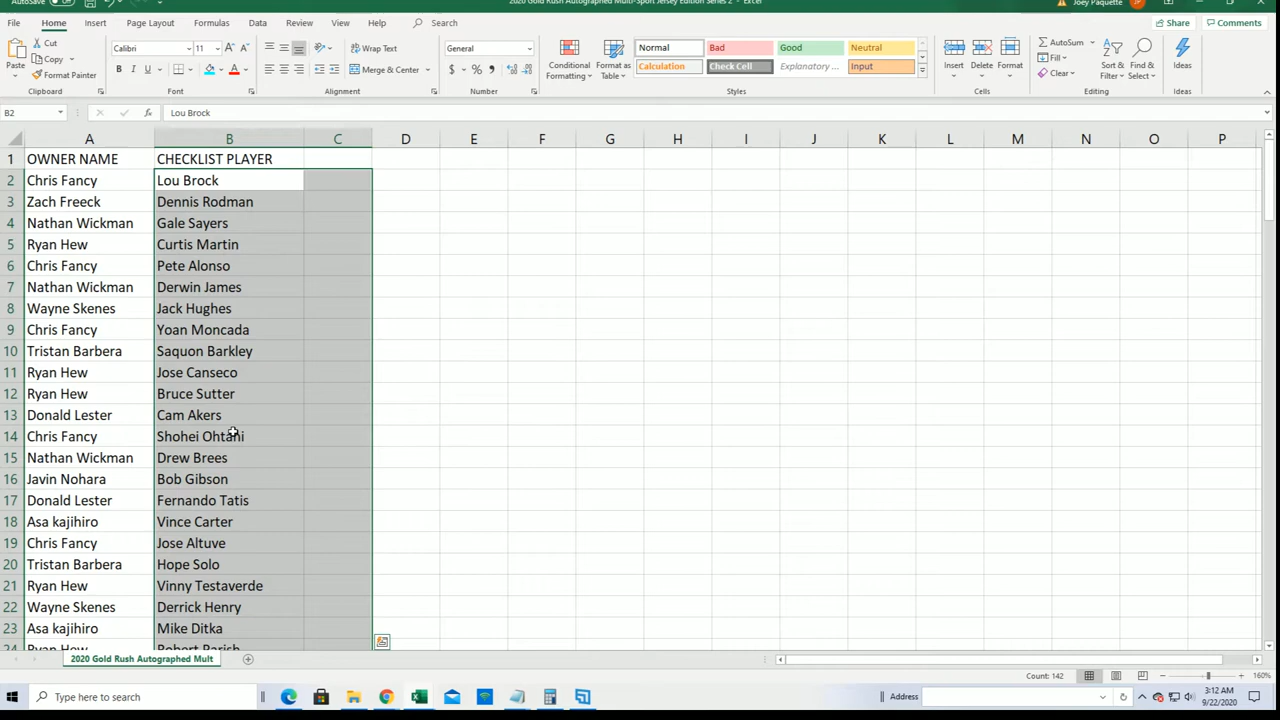 AutoSave
2020 Gold Rush Autographed Multi-Sport Jersey Edition Series 2 - Excel
Joey Paquette
JP
File Home Insert Page Layout Formulas Data Review View Help Search Share Comments
Paste Cut Copy Format Painter
Calibri 11 B I U
Wrap Text Merge & Center
General $ % 9
Conditional Formatting Format as Table
Normal Bad Good Neutral
Calculation Check Cell Explanatory ... Input
Insert Delete Format
AutoSum Fill Clear
Sort & Filter Find & Select
Ideas
Clipboard Font Alignment Number Styles Cells Editing Ideas
B2 fx Lou Brock
A B C D E F G H I J K L M N O P
1 OWNER NAME CHECKLIST PLAYER
2 Chris Fancy Lou Brock
3 Zach Freeck Dennis Rodman
4 Nathan Wickman Gale Sayers
5 Ryan Hew Curtis Martin
6 Chris Fancy Pete Alonso
7 Nathan Wickman Derwin James
8 Wayne Skenes Jack Hughes
9 Chris Fancy Yoan Moncada
10 Tristan Barbera Saquon Barkley
11 Ryan Hew Jose Canseco
12 Ryan Hew Bruce Sutter
13 Donald Lester Cam Akers
14 Chris Fancy Shohei Ohtani
15 Nathan Wickman Drew Brees
16 Javin Nohara Bob Gibson
17 Donald Lester Fernando Tatis
18 Asa kajihiro Vince Carter
19 Chris Fancy Jose Altuve
20 Tristan Barbera Hope Solo
21 Ryan Hew Vinny Testaverde
22 Wayne Skenes Derrick Henry
23 Asa kajihiro Mike Ditka
24 Ryan Hew Robert Parish
2020 Gold Rush Autographed Mult
Count: 142 160%
Type here to search
Address
3:12 AM
9/22/2020